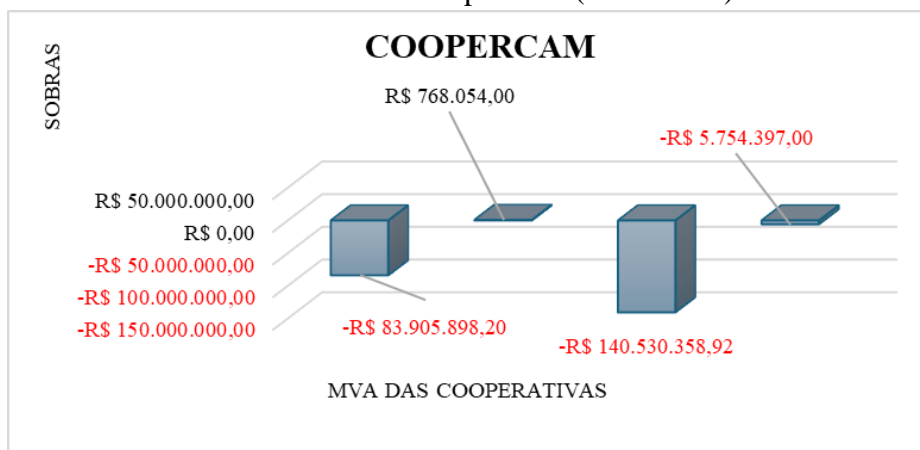 COOPERCAM
SOBRAS
R$ 768.054,00
-R$ 5.754.397,00
R$ 50.000.000,00
R$ 0,00
-R$ 50.000.000,00
-R$ 100.000.000,00
-R$ 150.000.000,00
-R$ 83.905.898,20
-R$ 140.530.358,92
MVA DAS COOPERATIVAS